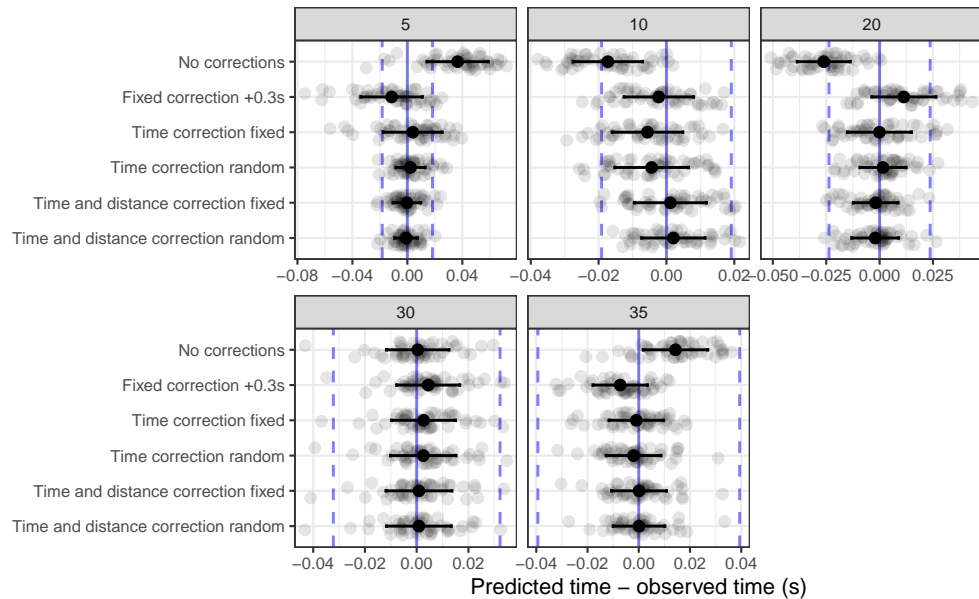 5
10
20
No corrections
Fixed correction +0.3s
Time correction fixed
Time correction random
Time and distance correction fixed
Time and distance correction random
−0.08 −0.04 0.00 0.04
−0.04 −0.02 0.00 0.02
−0.050 −0.025 0.000 0.025
30
35
No corrections
Fixed correction +0.3s
Time correction fixed
Time correction random
Time and distance correction fixed
Time and distance correction random
−0.04 −0.02 0.00 0.02
−0.04 −0.02 0.00 0.02 0.04
Predicted time − observed time (s)